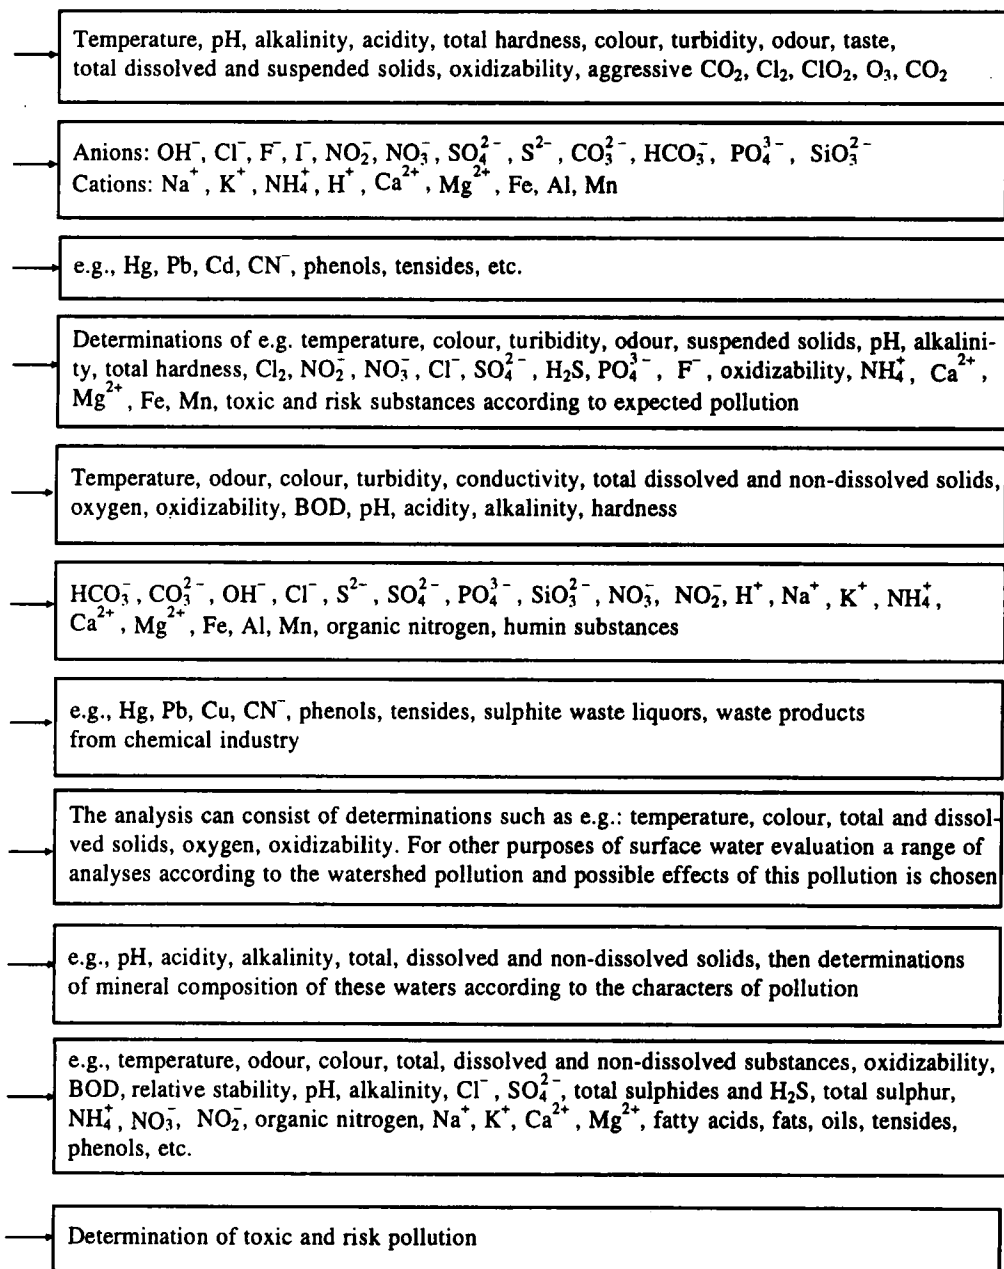 Temperature, pH, alkalinity, acidity, total hardness, colour, turbidity, odour, taste,
total dissolved and suspended solids, oxidizability, aggressive CO₂, Cl₂, ClO₂, O₃, CO₂
Anions: OH⁻, Cl⁻, F⁻, I⁻, NO₂⁻, NO₃⁻, SO₄²⁻, S²⁻, CO₃²⁻, HCO₃⁻, PO₄³⁻, SiO₃²⁻
Cations: Na⁺, K⁺, NH₄⁺, H⁺, Ca²⁺, Mg²⁺, Fe, Al, Mn
e.g., Hg, Pb, Cd, CN⁻, phenols, tensides, etc.
Determinations of e.g. temperature, colour, turibidity, odour, suspended solids, pH, alkalini-
ty, total hardness, Cl₂, NO₂⁻, NO₃⁻, Cl⁻, SO₄²⁻, H₂S, PO₄³⁻, F⁻, oxidizability, NH₄⁺, Ca²⁺,
Mg²⁺, Fe, Mn, toxic and risk substances according to expected pollution
Temperature, odour, colour, turbidity, conductivity, total dissolved and non-dissolved solids,
oxygen, oxidizability, BOD, pH, acidity, alkalinity, hardness
HCO₃⁻, CO₃²⁻, OH⁻, Cl⁻, S²⁻, SO₄²⁻, PO₄³⁻, SiO₃²⁻, NO₃⁻, NO₂⁻, H⁺, Na⁺, K⁺, NH₄⁺,
Ca²⁺, Mg²⁺, Fe, Al, Mn, organic nitrogen, humin substances
e.g., Hg, Pb, Cu, CN⁻, phenols, tensides, sulphite waste liquors, waste products
from chemical industry
The analysis can consist of determinations such as e.g.: temperature, colour, total and dissol-
ved solids, oxygen, oxidizability. For other purposes of surface water evaluation a range of
analyses according to the watershed pollution and possible effects of this pollution is chosen
e.g., pH, acidity, alkalinity, total, dissolved and non-dissolved solids, then determinations
of mineral composition of these waters according to the characters of pollution
e.g., temperature, odour, colour, total, dissolved and non-dissolved substances, oxidizability,
BOD, relative stability, pH, alkalinity, Cl⁻, SO₄²⁻, total sulphides and H₂S, total sulphur,
NH₄⁺, NO₃⁻, NO₂⁻, organic nitrogen, Na⁺, K⁺, Ca²⁺, Mg²⁺, fatty acids, fats, oils, tensides,
phenols, etc.
Determination of toxic and risk pollution